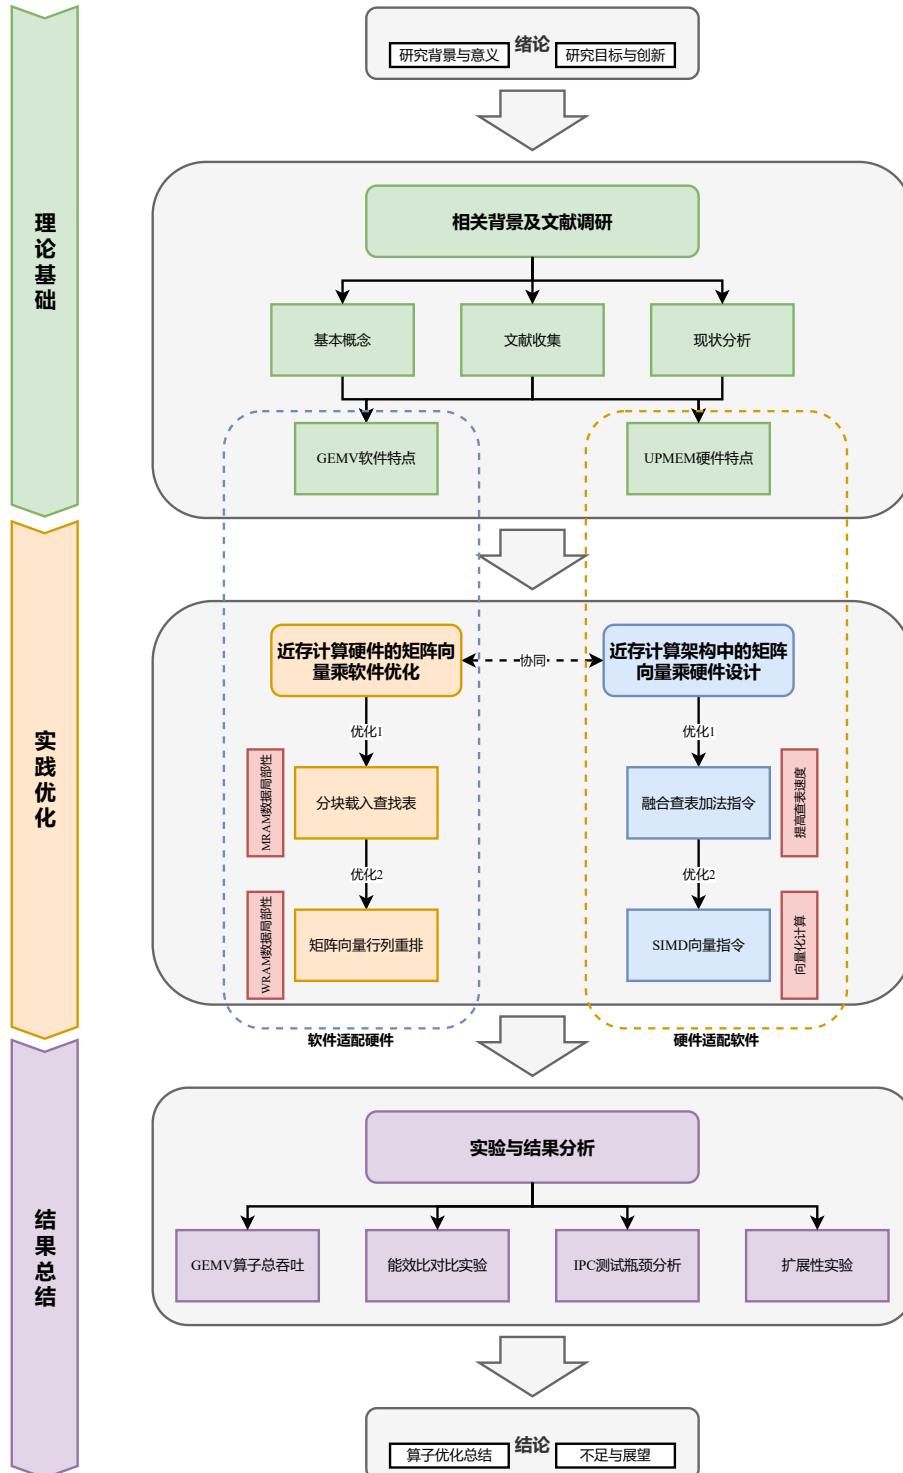 绪论
研究背景与意义
研究目标与创新
理论基础
相关背景及文献调研
基本概念
文献收集
现状分析
GEMV软件特点
UPMEM硬件特点
实践优化
近存计算硬件的矩阵向
量乘软件优化
协同
近存计算架构中的矩阵
向量乘硬件设计
优化1
优化1
MRAM数据局部性
分块载入查找表
融合查表加法指令
提高查表速度
优化2
优化2
WRAM数据局部性
矩阵向量行列重排
SIMD向量指令
向量化计算
软件适配硬件
硬件适配软件
结果总结
实验与结果分析
GEMV算子总吞吐
能效比对比实验
IPC测试瓶颈分析
扩展性实验
结论
算子优化总结
不足与展望